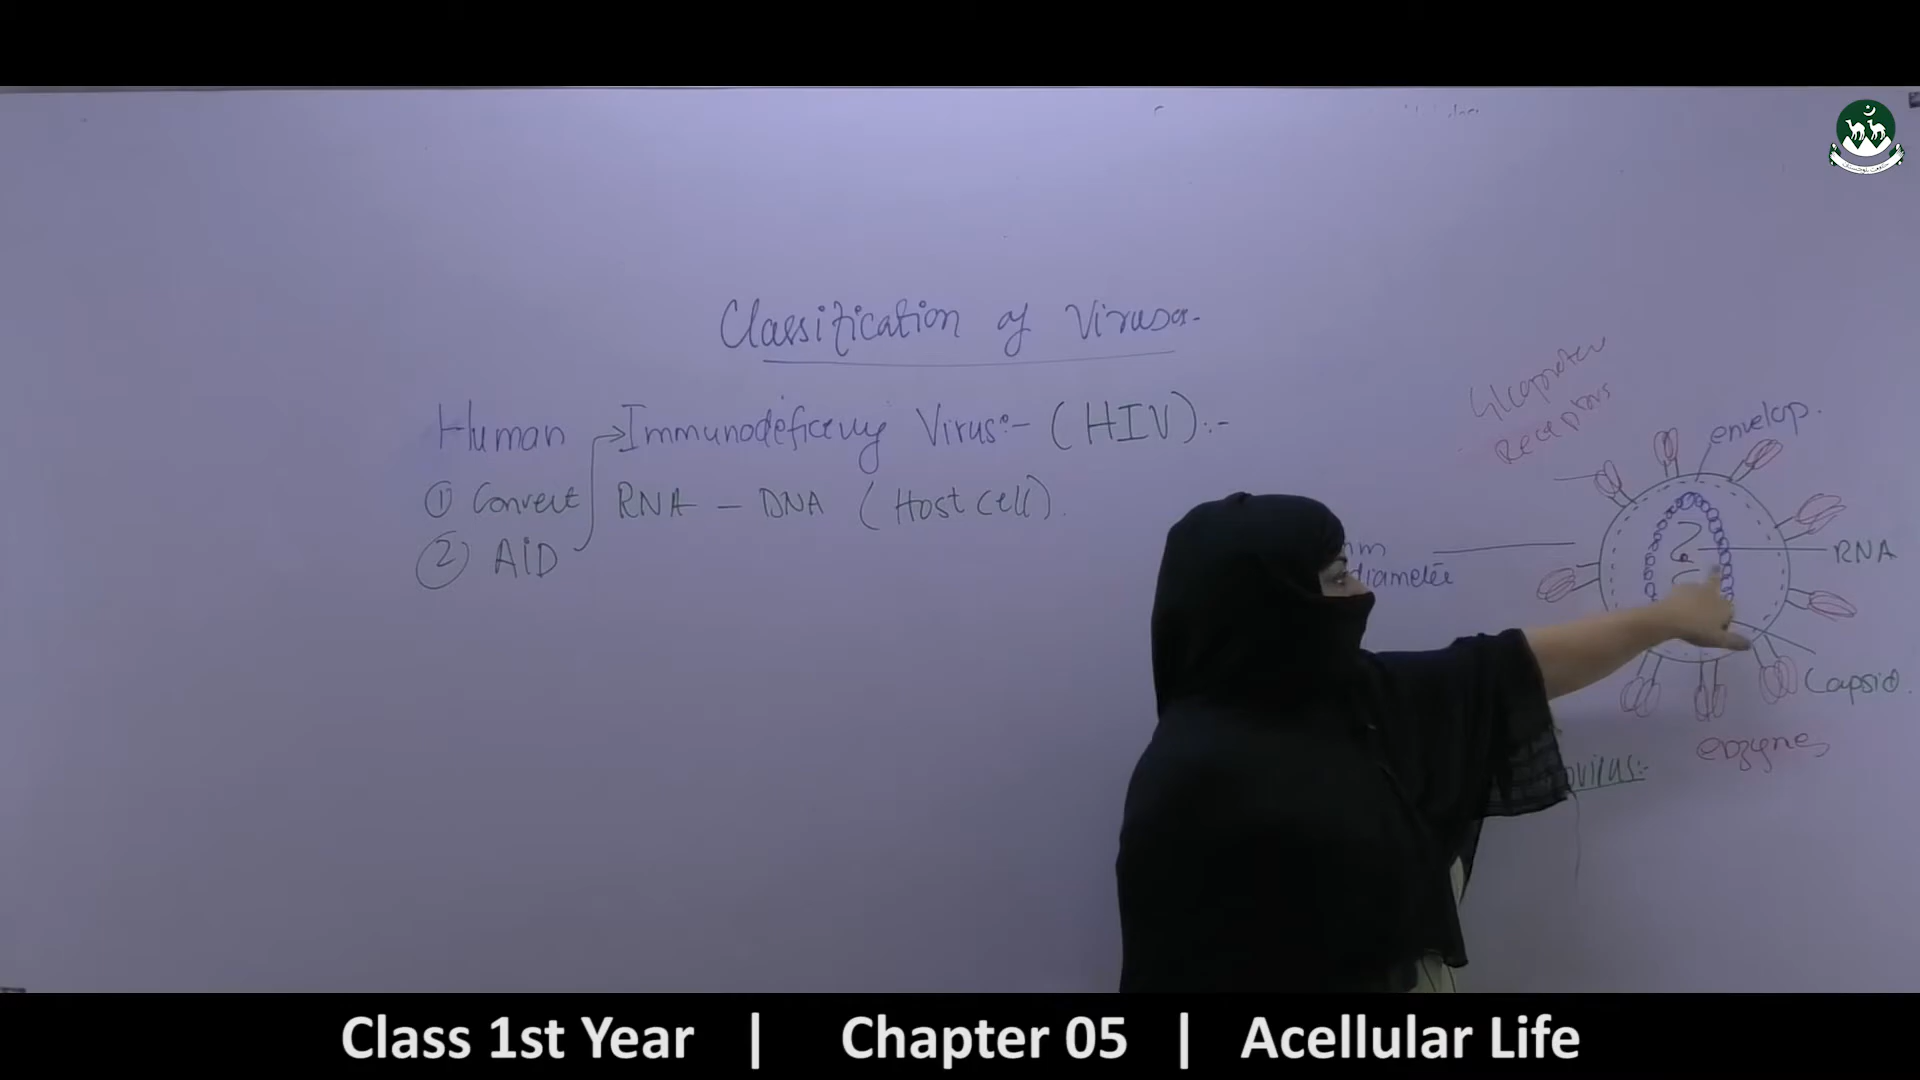 Classification of Viruses.
Human Immunodeficiency Virus:- (HIV):-
① Convert RNA - DNA (Host cell).
② AID
Glycoprotein
Receptors
envelop.
nm
diameter
RNA
Capsid.
enzymes
ovirus:-
Class 1st Year | Chapter 05 | Acellular Life